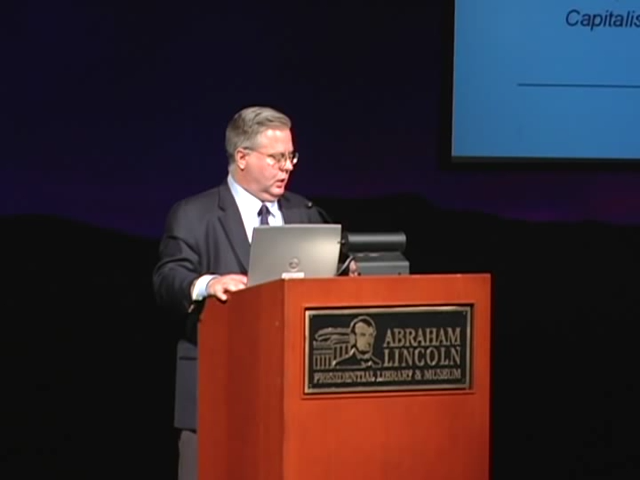 Capitalis
ABRAHAM
LINCOLN
PRESIDENTIAL LIBRARY & MUSEUM